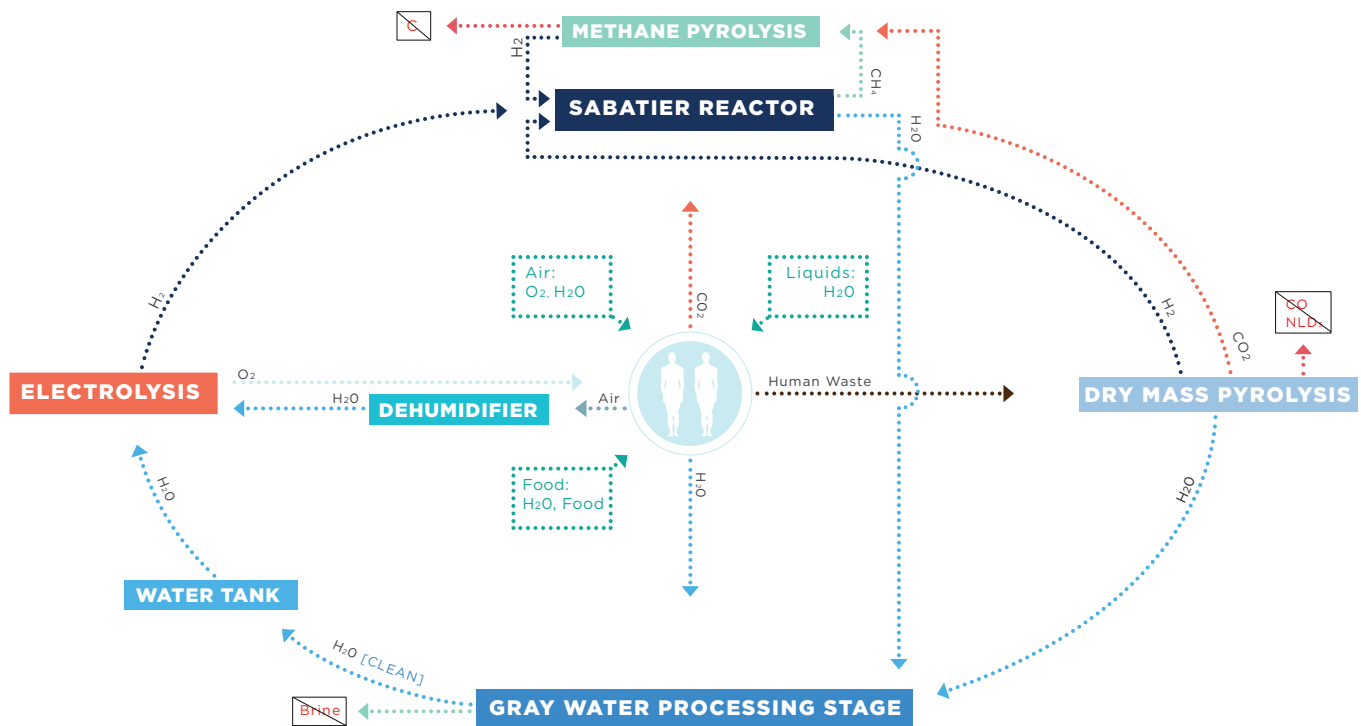 C
METHANE PYROLYSIS
H2
CH4
SABATIER REACTOR
H2O
Air:
O2, H2O
Liquids:
H2O
CO2
H2
H2
CO2
CO
NLDs
ELECTROLYSIS
O2
H2O
DEHUMIDIFIER
Air
Human Waste
DRY MASS PYROLYSIS
Food:
H2O, Food
H2O
H2O
H2O
WATER TANK
H2O [CLEAN]
Brine
GRAY WATER PROCESSING STAGE